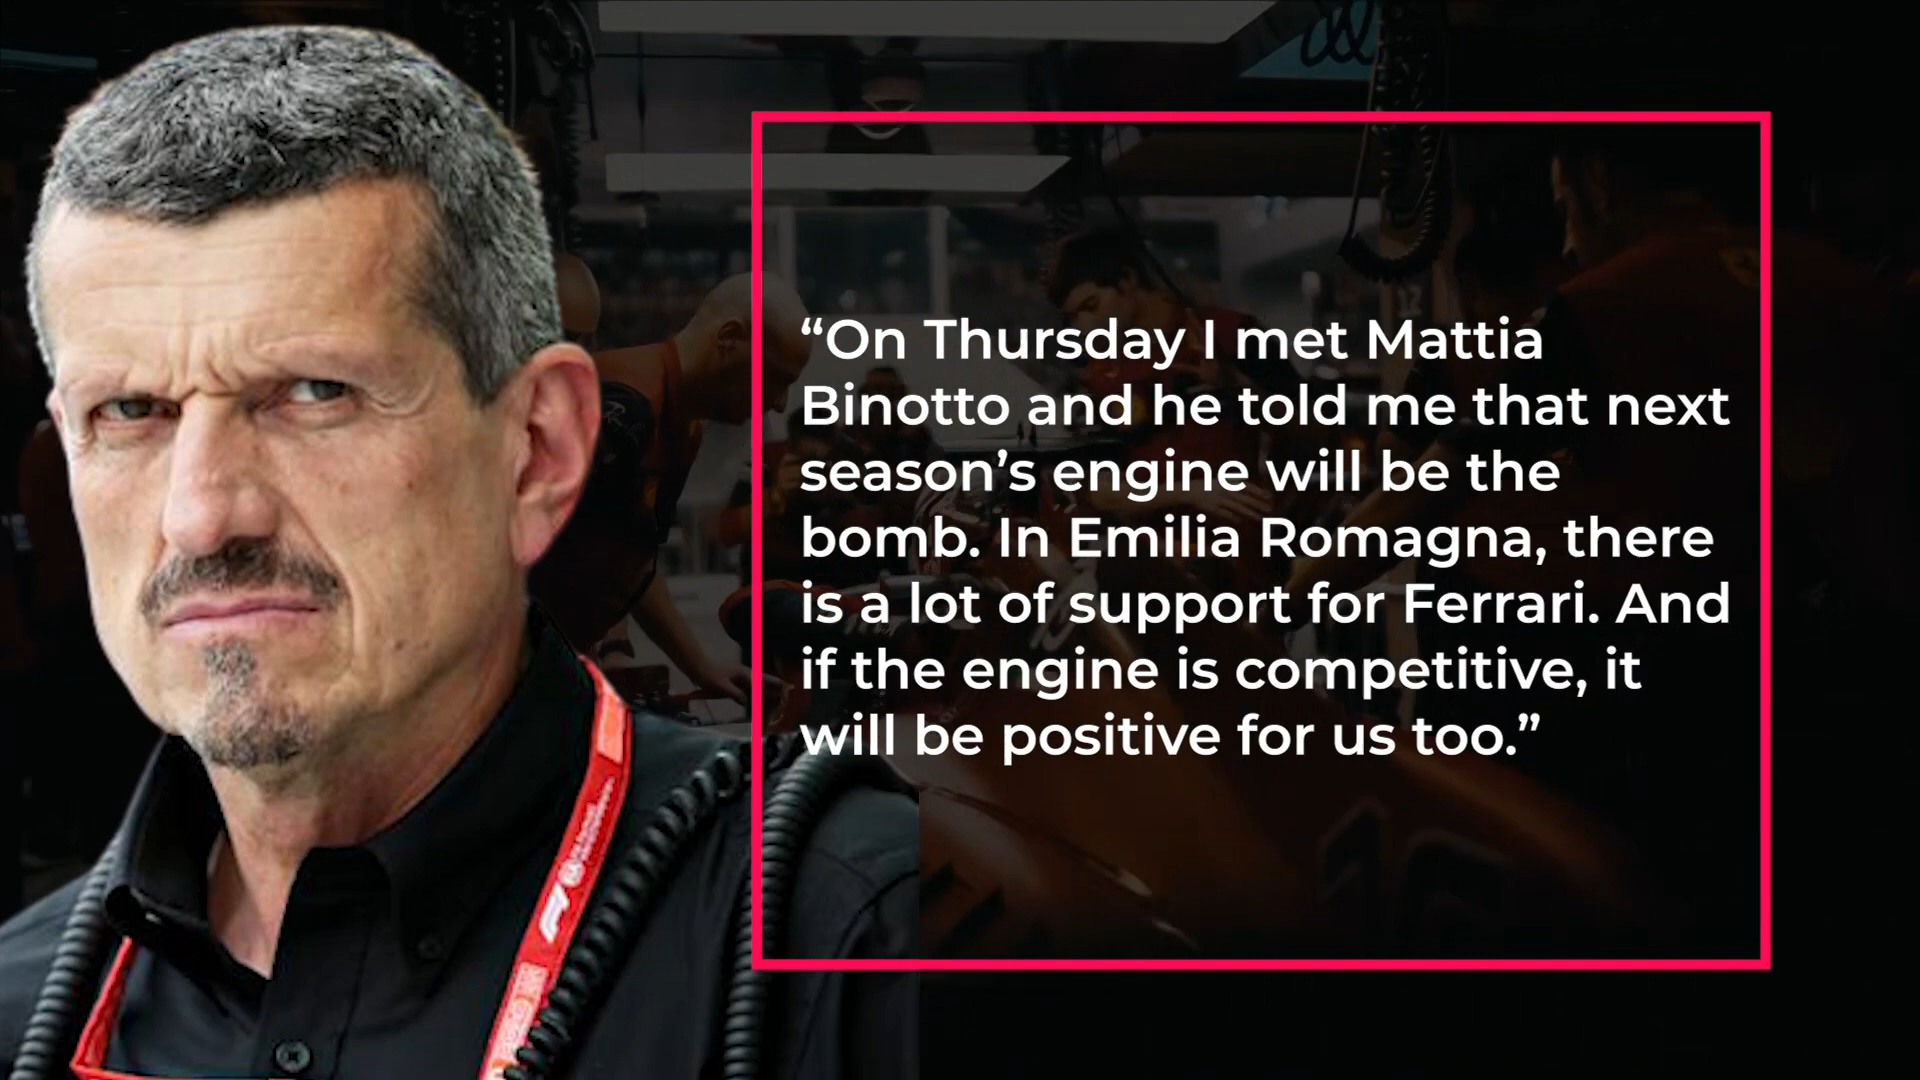 “On Thursday I met Mattia
Binotto and he told me that next
season’s engine will be the
bomb. In Emilia Romagna, there
is a lot of support for Ferrari. And
if the engine is competitive, it
will be positive for us too.”
F1